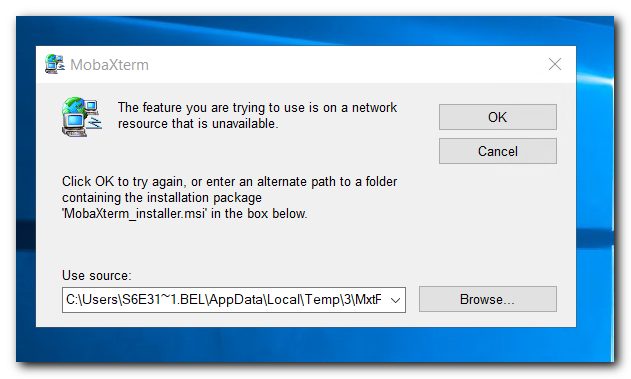 MobaXterm
The feature you are trying to use is on a network
resource that is unavailable.
OK
Cancel
Click OK to try again, or enter an alternate path to a folder
containing the installation package
'MobaXterm_installer.msi' in the box below.
Use source:
C:\Users\S6E31~1.BEL\AppData\Local\Temp\3\MxtF
Browse...